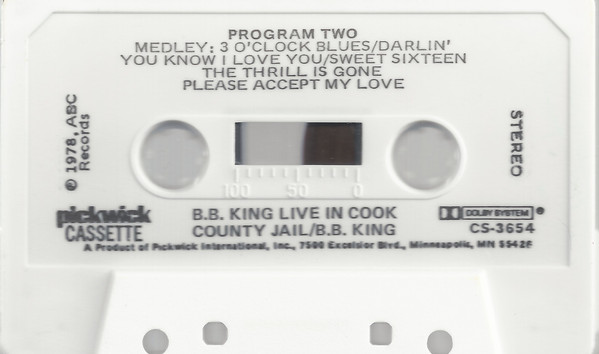 PROGRAM TWO
MEDLEY: 3 O'CLOCK BLUES/DARLIN'
YOU KNOW I LOVE YOU/SWEET SIXTEEN
THE THRILL IS GONE
PLEASE ACCEPT MY LOVE
℗ 1978, ABC
Records
STEREO
100 50 0
pickwick
CASSETTE
B.B. KING LIVE IN COOK
COUNTY JAIL/B.B. KING
DOLBY SYSTEM ®
CS-3654
A Product of Pickwick International, Inc., 7500 Excelsior Blvd., Minneapolis, MN